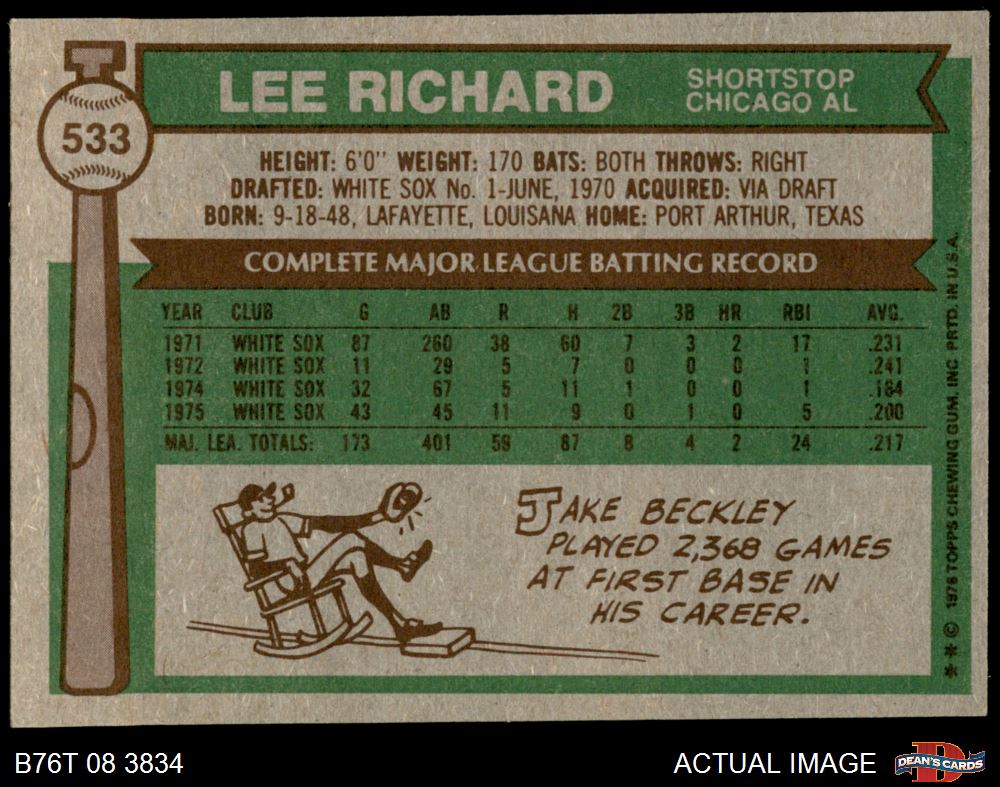 533
LEE RICHARD
SHORTSTOP
CHICAGO AL
HEIGHT: 6'0" WEIGHT: 170 BATS: BOTH THROWS: RIGHT
DRAFTED: WHITE SOX No. 1-JUNE, 1970 ACQUIRED: VIA DRAFT
BORN: 9-18-48, LAFAYETTE, LOUISANA HOME: PORT ARTHUR, TEXAS
COMPLETE MAJOR LEAGUE BATTING RECORD
YEAR CLUB G AB R H 2B 3B HR RBI AVG.
1971 WHITE SOX 87 260 38 60 7 3 2 17 .231
1972 WHITE SOX 11 29 5 7 0 0 0 1 .241
1974 WHITE SOX 32 67 5 11 1 0 0 1 .164
1975 WHITE SOX 43 45 11 9 0 1 0 5 .200
MAJ. LEA. TOTALS: 173 401 59 87 8 4 2 24 .217
JAKE BECKLEY
PLAYED 2,368 GAMES
AT FIRST BASE IN
HIS CAREER.
* * © 1976 TOPPS CHEWING GUM, INC PRTD. IN U.S.A.
B76T 08 3834
ACTUAL IMAGE
DEAN'S CARDS